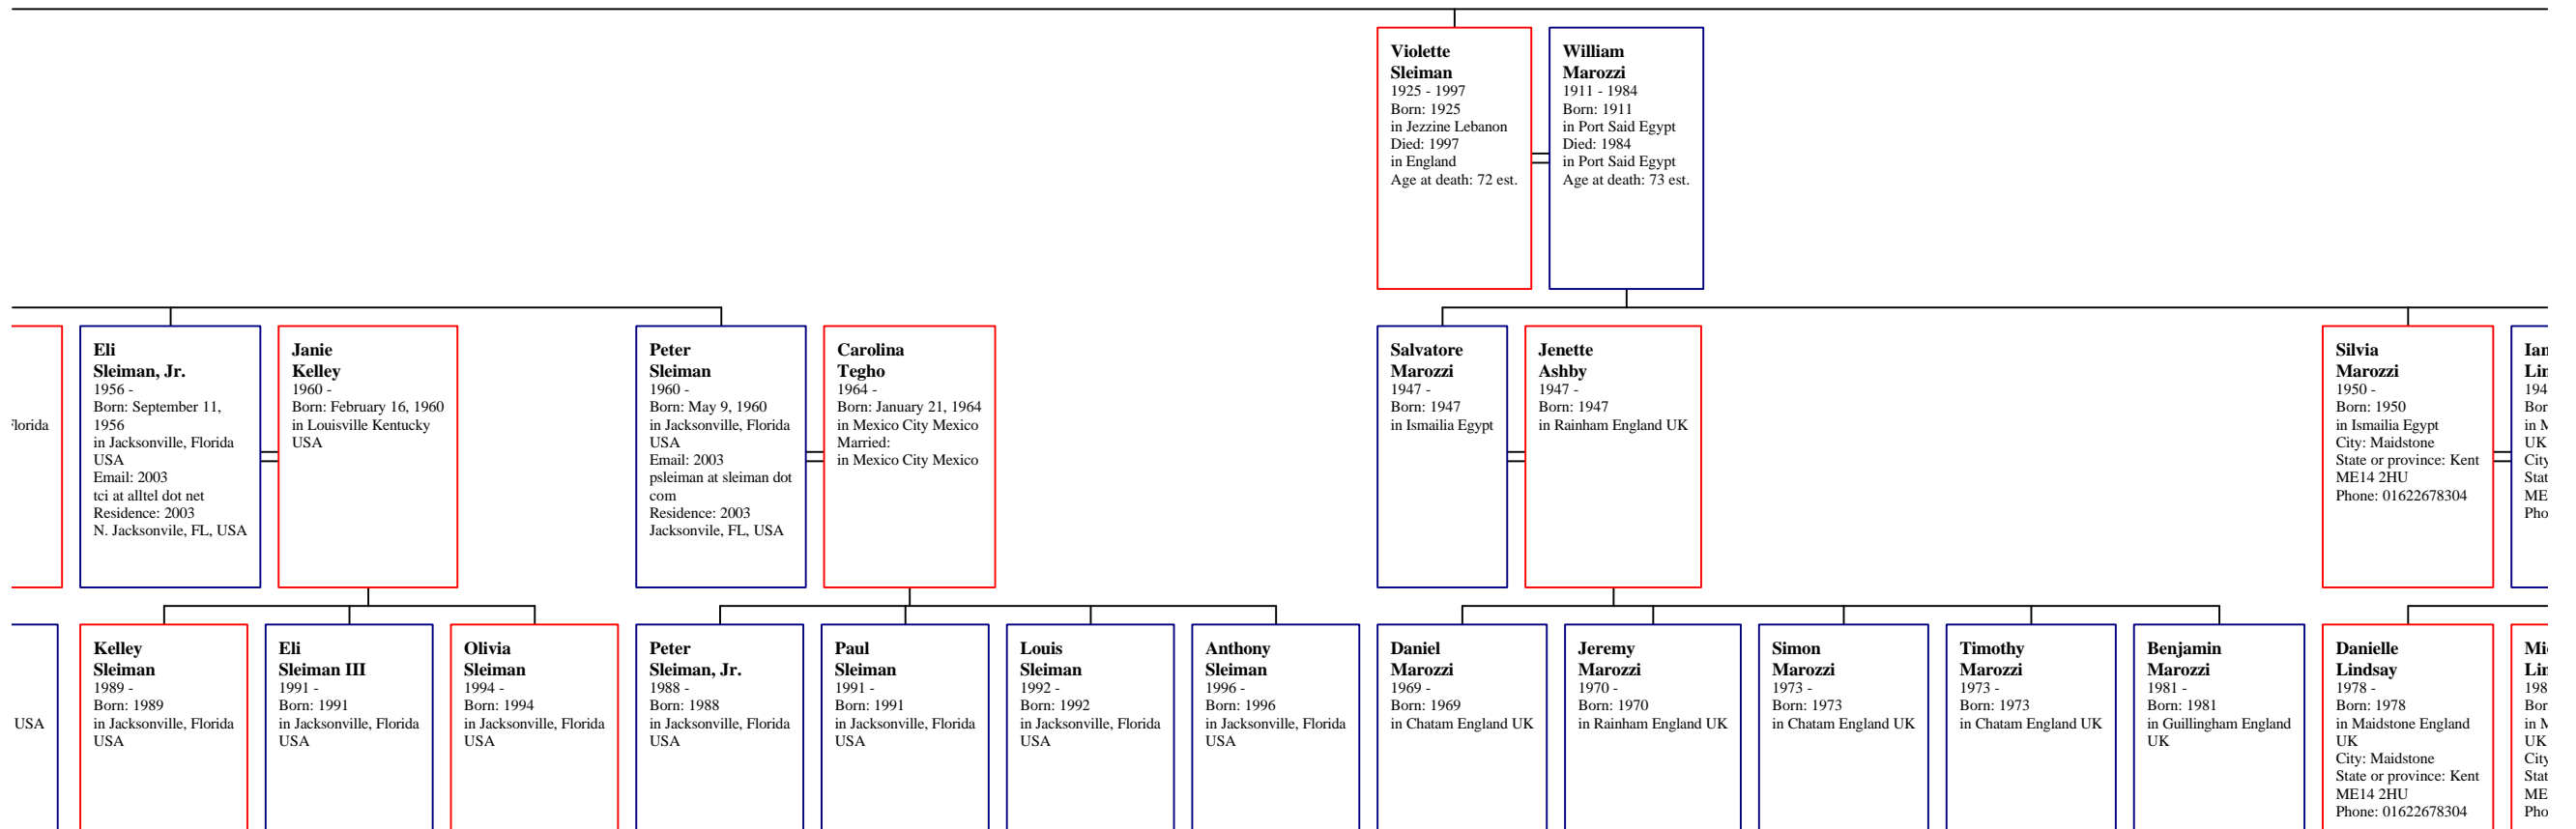 Violette
Sleiman
1925 - 1997
Born: 1925
in Jezzine Lebanon
Died: 1997
in England
Age at death: 72 est.
William
Marozzi
1911 - 1984
Born: 1911
in Port Said Egypt
Died: 1984
in Port Said Egypt
Age at death: 73 est.
Eli
Sleiman, Jr.
1956 -
Born: September 11,
1956
in Jacksonville, Florida
USA
Email: 2003
tci at alltel dot net
Residence: 2003
N. Jacksonvile, FL, USA
Janie
Kelley
1960 -
Born: February 16, 1960
in Louisville Kentucky
USA
Peter
Sleiman
1960 -
Born: May 9, 1960
in Jacksonville, Florida
USA
Email: 2003
psleiman at sleiman dot
com
Residence: 2003
Jacksonvile, FL, USA
Carolina
Tegho
1964 -
Born: January 21, 1964
in Mexico City Mexico
Married:
in Mexico City Mexico
Salvatore
Marozzi
1947 -
Born: 1947
in Ismailia Egypt
Jenette
Ashby
1947 -
Born: 1947
in Rainham England UK
Silvia
Marozzi
1950 -
Born: 1950
in Ismailia Egypt
City: Maidstone
State or province: Kent
ME14 2HU
Phone: 01622678304
UK
ME
USA
Kelley
Sleiman
1989 -
Born: 1989
in Jacksonville, Florida
USA
Eli
Sleiman III
1991 -
Born: 1991
in Jacksonville, Florida
USA
Olivia
Sleiman
1994 -
Born: 1994
in Jacksonville, Florida
USA
Peter
Sleiman, Jr.
1988 -
Born: 1988
in Jacksonville, Florida
USA
Paul
Sleiman
1991 -
Born: 1991
in Jacksonville, Florida
USA
Louis
Sleiman
1992 -
Born: 1992
in Jacksonville, Florida
USA
Anthony
Sleiman
1996 -
Born: 1996
in Jacksonville, Florida
USA
Daniel
Marozzi
1969 -
Born: 1969
in Chatam England UK
Jeremy
Marozzi
1970 -
Born: 1970
in Rainham England UK
Simon
Marozzi
1973 -
Born: 1973
in Chatam England UK
Timothy
Marozzi
1973 -
Born: 1973
in Chatam England UK
Benjamin
Marozzi
1981 -
Born: 1981
in Guillingham England
UK
Danielle
Lindsay
1978 -
Born: 1978
in Maidstone England
UK
City: Maidstone
State or province: Kent
ME14 2HU
Phone: 01622678304
UK
ME